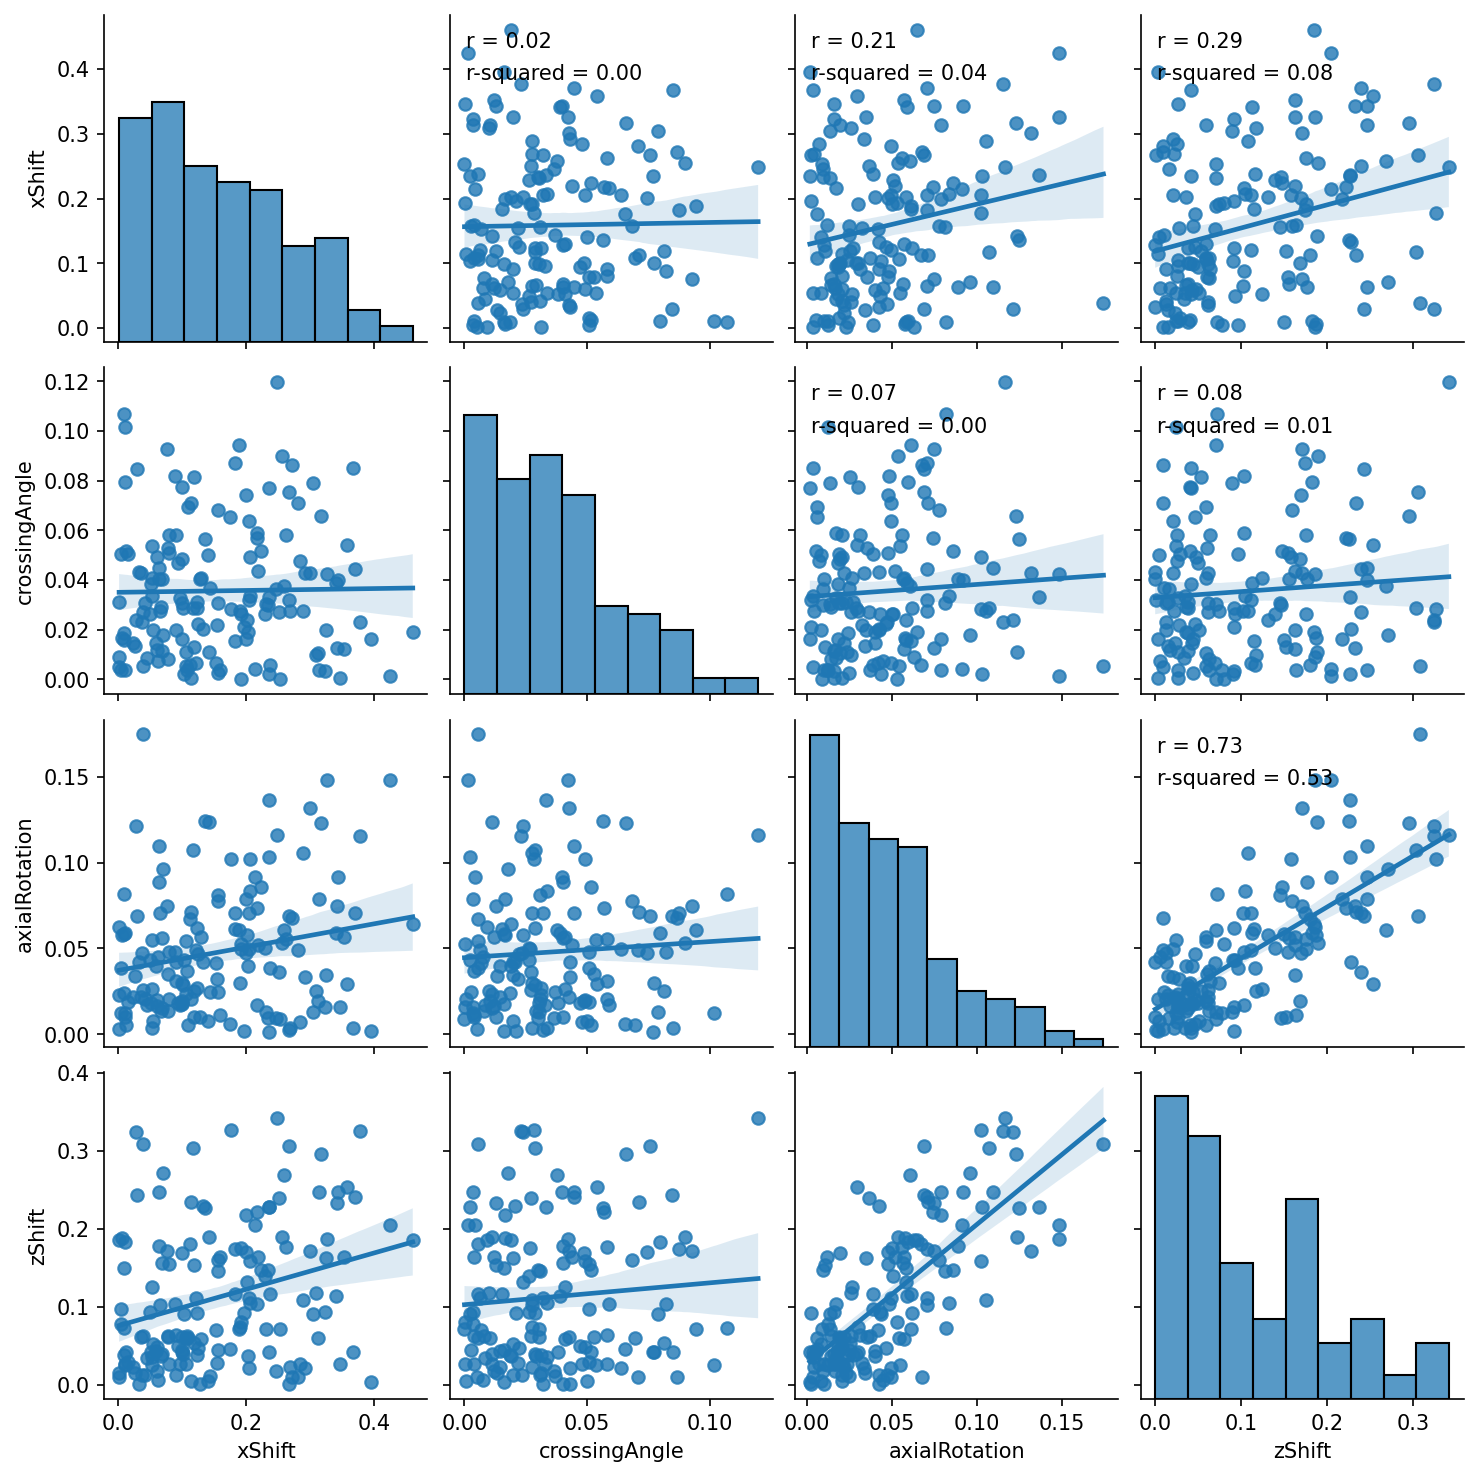 r = 0.02
r = 0.21
r = 0.29
r-squared = 0.00
r-squared = 0.04
r-squared = 0.08
0.4
0.3
0.2
0.1
0.0
xShift
r = 0.07
r = 0.08
r-squared = 0.00
r-squared = 0.01
0.12
0.10
0.08
0.06
0.04
0.02
0.00
crossingAngle
r = 0.73
r-squared = 0.53
0.15
0.10
0.05
0.00
axialRotation
0.4
0.3
0.2
0.1
0.0
zShift
0.0 0.2 0.4
0.00 0.05 0.10
0.00 0.05 0.10 0.15
0.0 0.1 0.2 0.3
xShift
crossingAngle
axialRotation
zShift